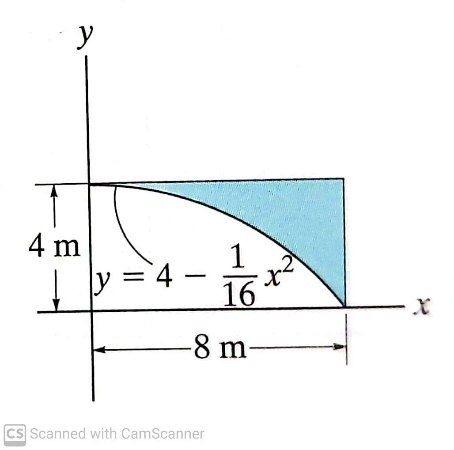 y
4 m
y = 4 − 1/16 x²
x
8 m
CS Scanned with CamScanner